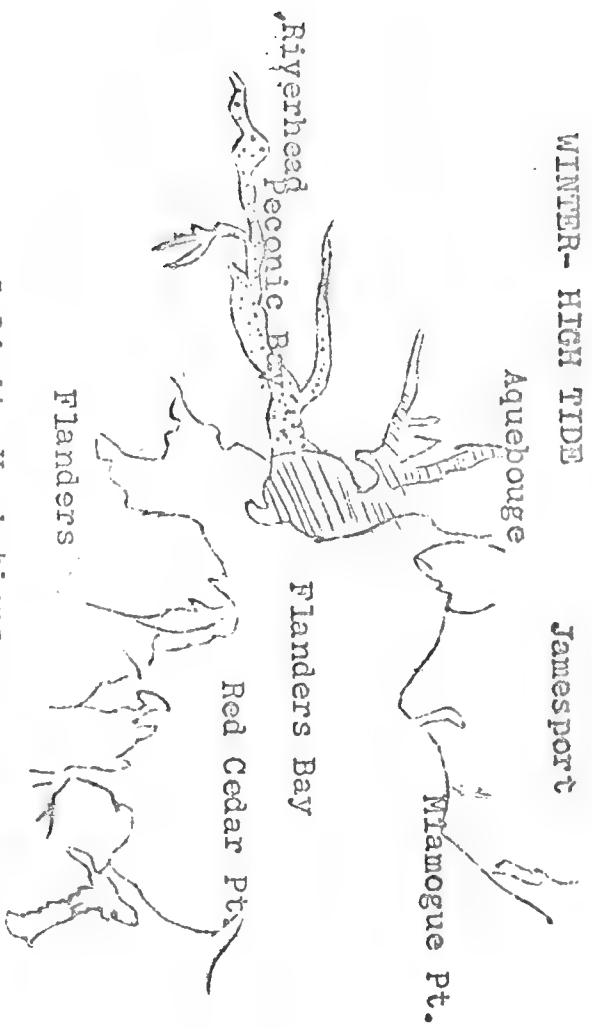 WINTER- HIGH TIDE
Jamesport
Aquebouge
Miamogue Pt.
Riverhead
Peconic Bay
Flanders Bay
Red Cedar Pt.
Flanders